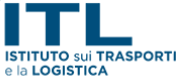 ITL
ISTITUTO sui TRASPORTI
e la LOGISTICA